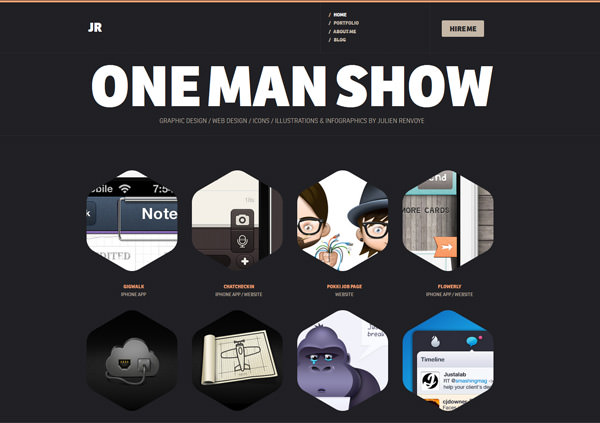 JR
/ HOME
/ PORTFOLIO
/ ABOUT ME
/ BLOG
HIRE ME
ONE MAN SHOW
GRAPHIC DESIGN / WEB DESIGN / ICONS / ILLUSTRATIONS & INFOGRAPHICS BY JULIEN RENVOYE
obile 7:5
Note
DITED
MORE CARDS
GIGWALK
IPHONE APP
CHATCHECKIN
IPHONE APP / WEBSITE
POKKI JOB PAGE
WEBSITE
FLOWERLY
IPHONE APP / WEBSITE
break
Timeline
Justalab
RT @smashingmag
help your client's de
cjdowner